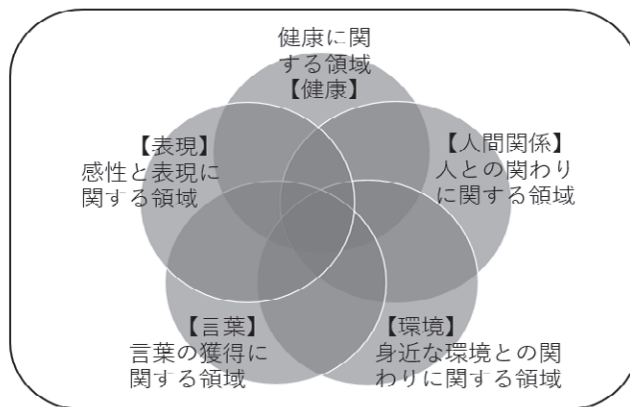 健康に関
する領域
【健康】
【人間関係】
人との関わり
に関する領域
【環境】
身近な環境との関
わりに関する領域
【言葉】
言葉の獲得に
関する領域
【表現】
感性と表現に
関する領域